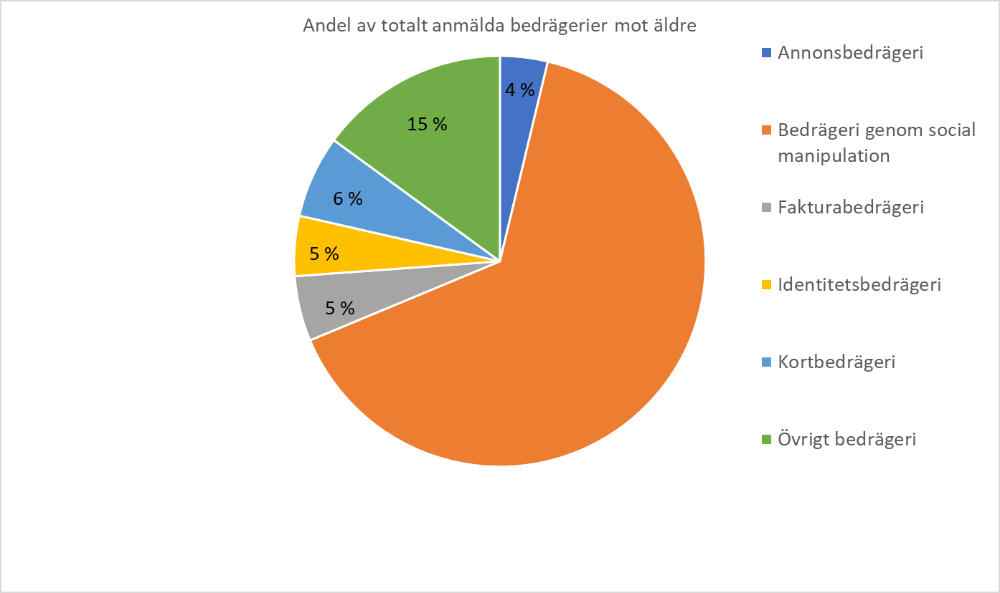 Andel av totalt anmälda bedrägerier mot äldre
4 %
15 %
6 %
5 %
5 %
Annonsbedrägeri
Bedrägeri genom social
manipulation
Fakturabedrägeri
Identitetsbedrägeri
Kortbedrägeri
Övrigt bedrägeri